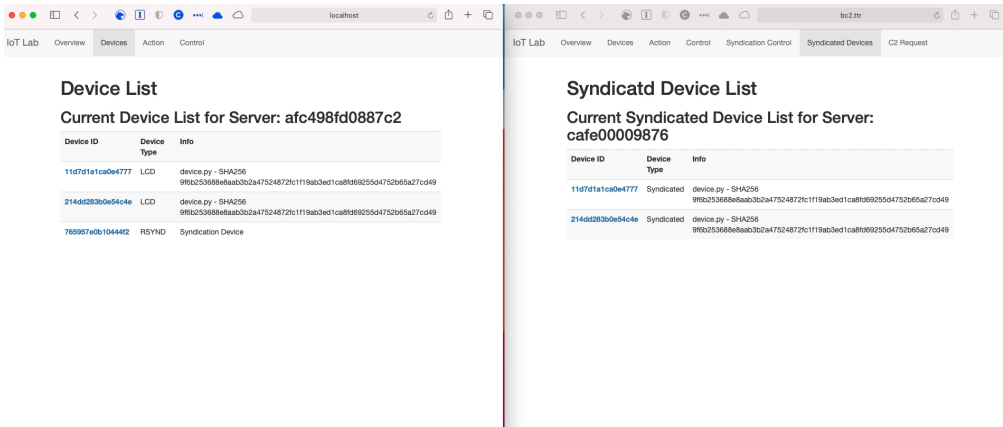 localhost
IoT Lab Overview Devices Action Control
Device List
Current Device List for Server: afc498fd0887c2
Device ID Device Type Info
11d7d1a1ca0e4777 LCD device.py - SHA256
9f6b253688e8aab3b2a47524872fc1f19ab3ed1ca8fd69255d4752b65a27cd49
214dd283b0e54c4e LCD device.py - SHA256
9f6b253688e8aab3b2a47524872fc1f19ab3ed1ca8fd69255d4752b65a27cd49
765957e0b10444f2 RSYND Syndication Device
bc2.ttr
IoT Lab Overview Devices Action Control Syndication Control Syndicated Devices C2 Request
Syndicatd Device List
Current Syndicated Device List for Server:
cafe00009876
Device ID Device Type Info
11d7d1a1ca0e4777 Syndicated device.py - SHA256
9f6b253688e8aab3b2a47524872fc1f19ab3ed1ca8fd69255d4752b65a27cd49
214dd283b0e54c4e Syndicated device.py - SHA256
9f6b253688e8aab3b2a47524872fc1f19ab3ed1ca8fd69255d4752b65a27cd49